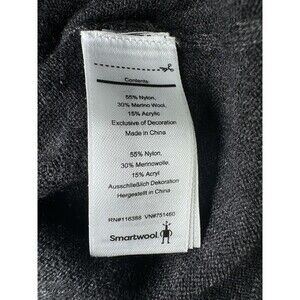 Contents:
55% Nylon,
30% Merino Wool,
15% Acrylic
Exclusive of Decoration
Made in China
55% Nylon,
30% Merinowolle,
15% Acryl
Ausschließlich Dekoration
Hergestellt in China
RN#116388 VN#751460
Smartwool